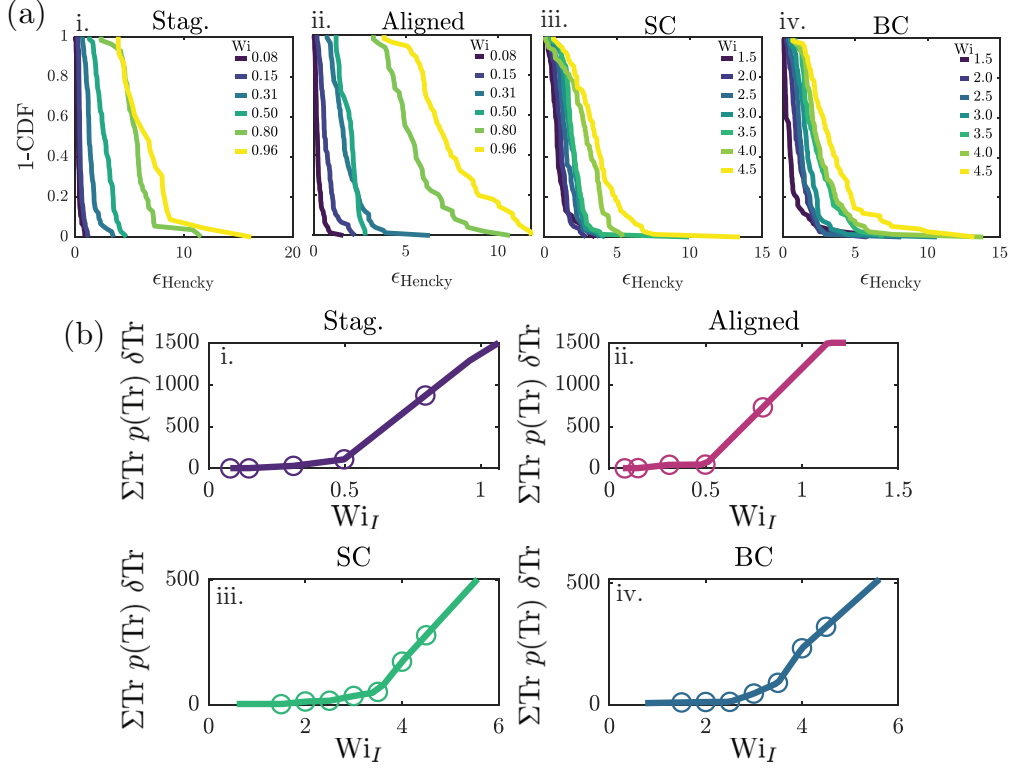 (a)
i. Stag.
ii. Aligned
iii. SC
iv. BC
1-CDF
1
0.8
0.6
0.4
0.2
0
Wi
0.08
0.15
0.31
0.50
0.80
0.96
0 10 20
ϵHencky
Wi
0.08
0.15
0.31
0.50
0.80
0.96
0 5 10
ϵHencky
Wi
1.5
2.0
2.5
3.0
3.5
4.0
4.5
0 5 10 15
ϵHencky
Wi
1.5
2.0
2.5
3.0
3.5
4.0
4.5
0 5 10 15
ϵHencky
(b)
Stag.
i.
ΣTr p(Tr) δTr
1500
1000
500
0
0 0.5 1
WiI
Aligned
ii.
ΣTr p(Tr) δTr
1500
1000
500
0
0 0.5 1 1.5
WiI
SC
iii.
ΣTr p(Tr) δTr
500
0
0 2 4 6
WiI
BC
iv.
ΣTr p(Tr) δTr
500
0
0 2 4 6
WiI